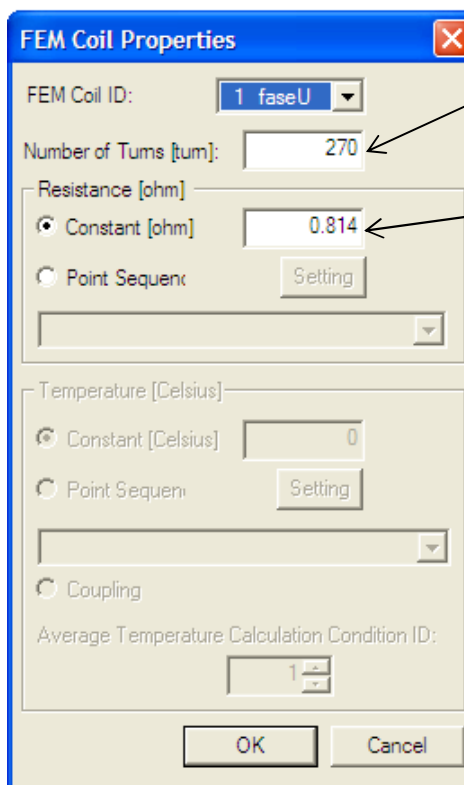 FEM Coil Properties
FEM Coil ID: 1 faseU
Number of Turns [turn]: 270
Resistance [ohm]
Constant [ohm] 0.814
Point Sequenc
Setting
Temperature [Celsius]
Constant [Celsius] 0
Point Sequen
Setting
Coupling
Average Temperature Calculation Condition ID:
1
OK Cancel